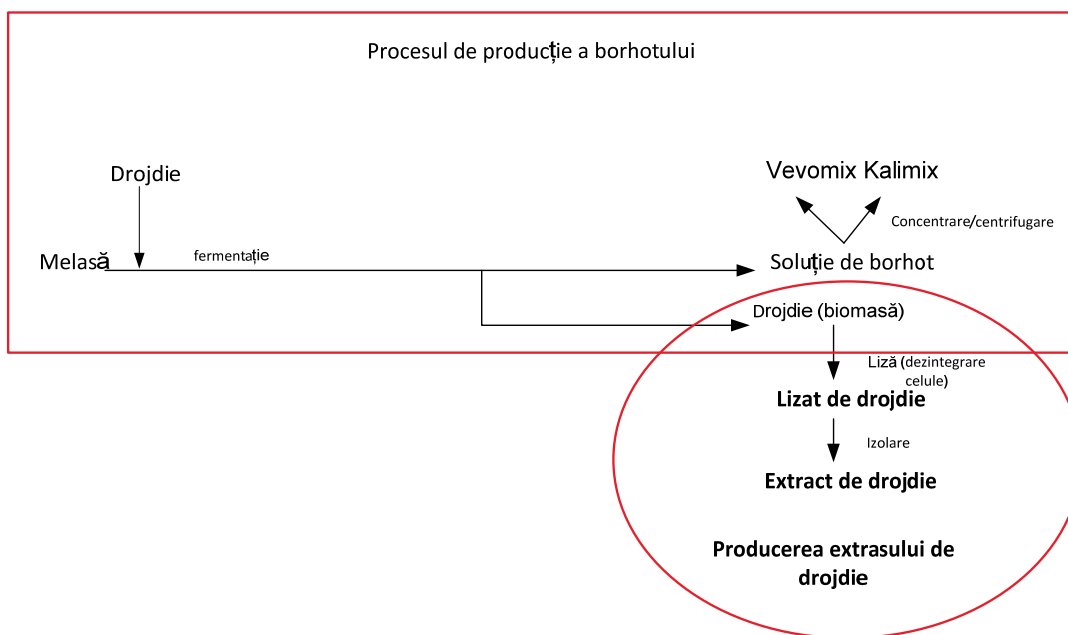 Procesul de producție a borhotului
Drojdie
Vevomix Kalimix
Concentrare/centrifugare
Melasă
fermentație
Soluție de borhot
Drojdie (biomasă)
Liză (dezintegrare
celule)
Lizat de drojdie
Izolare
Extract de drojdie
Producerea extrasului de
drojdie